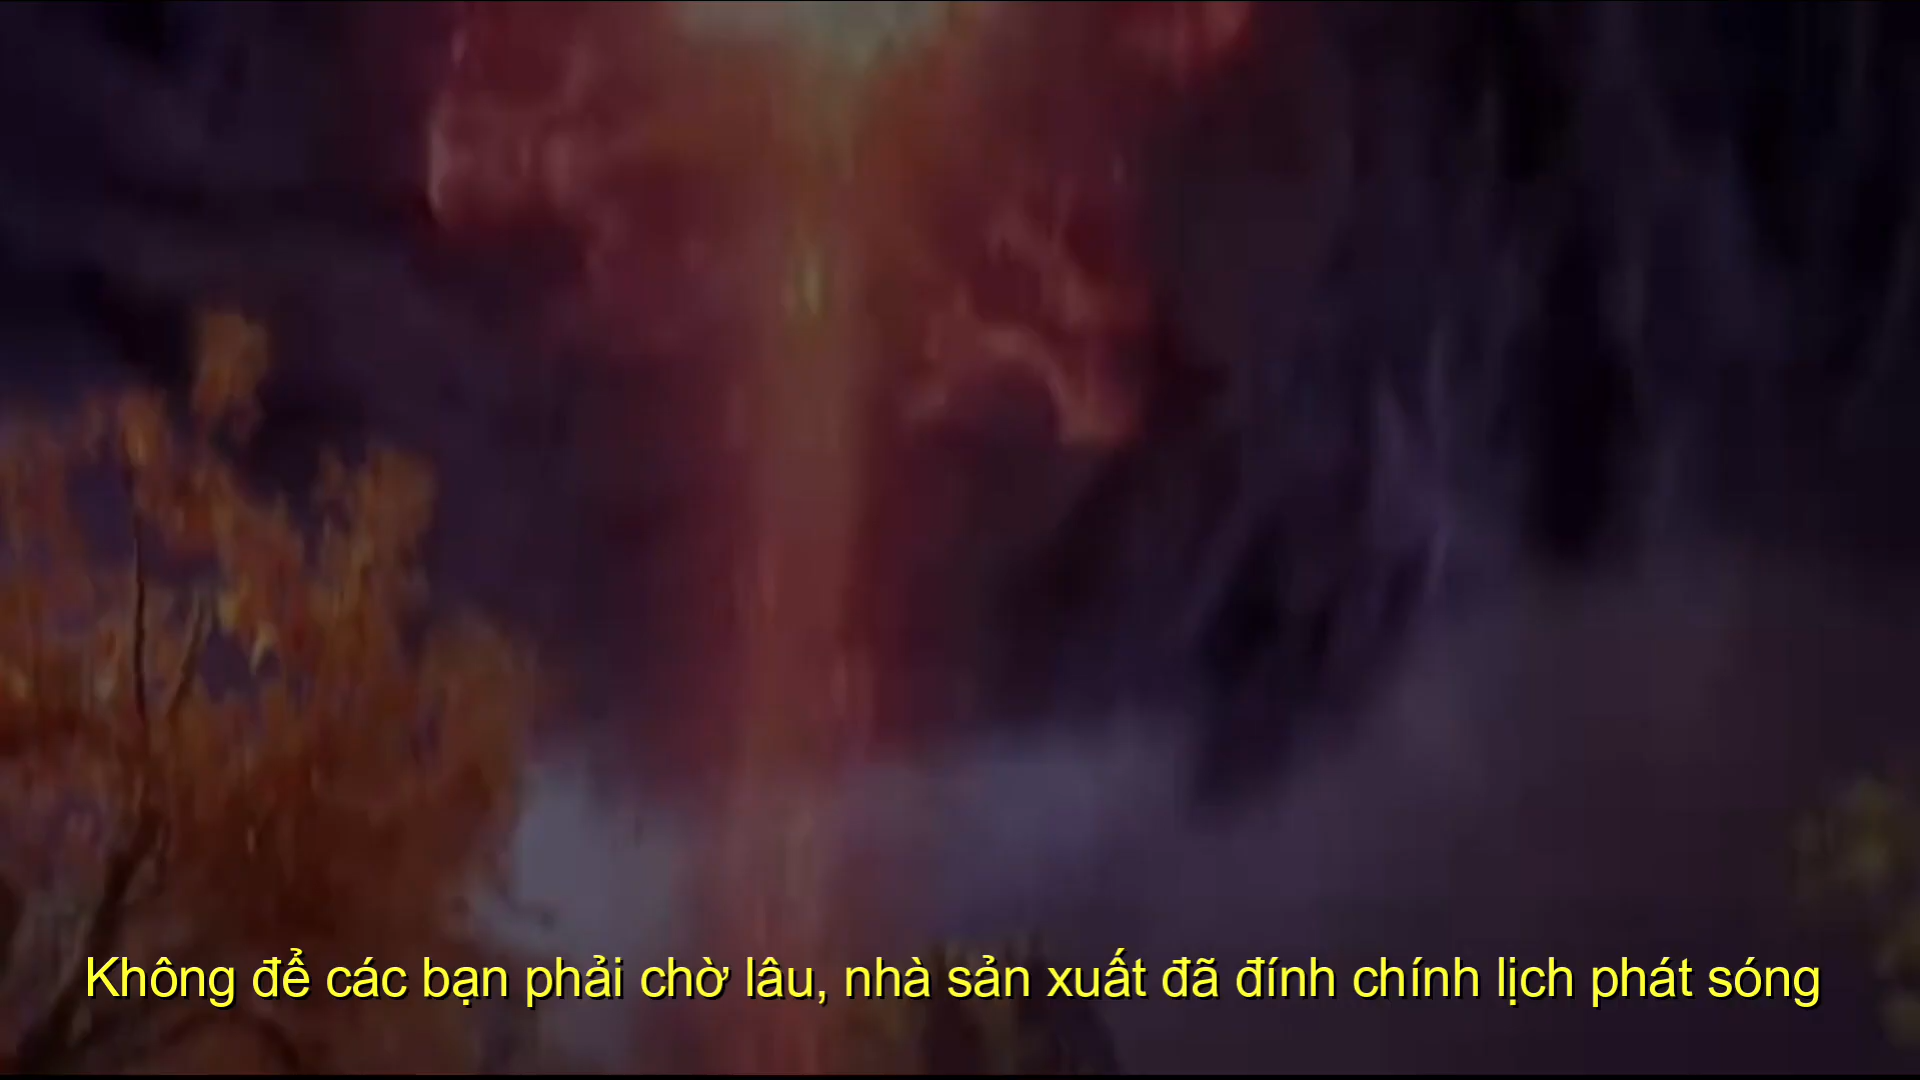 Không để các bạn phải chờ lâu, nhà sản xuất đã đính chính lịch phát sóng